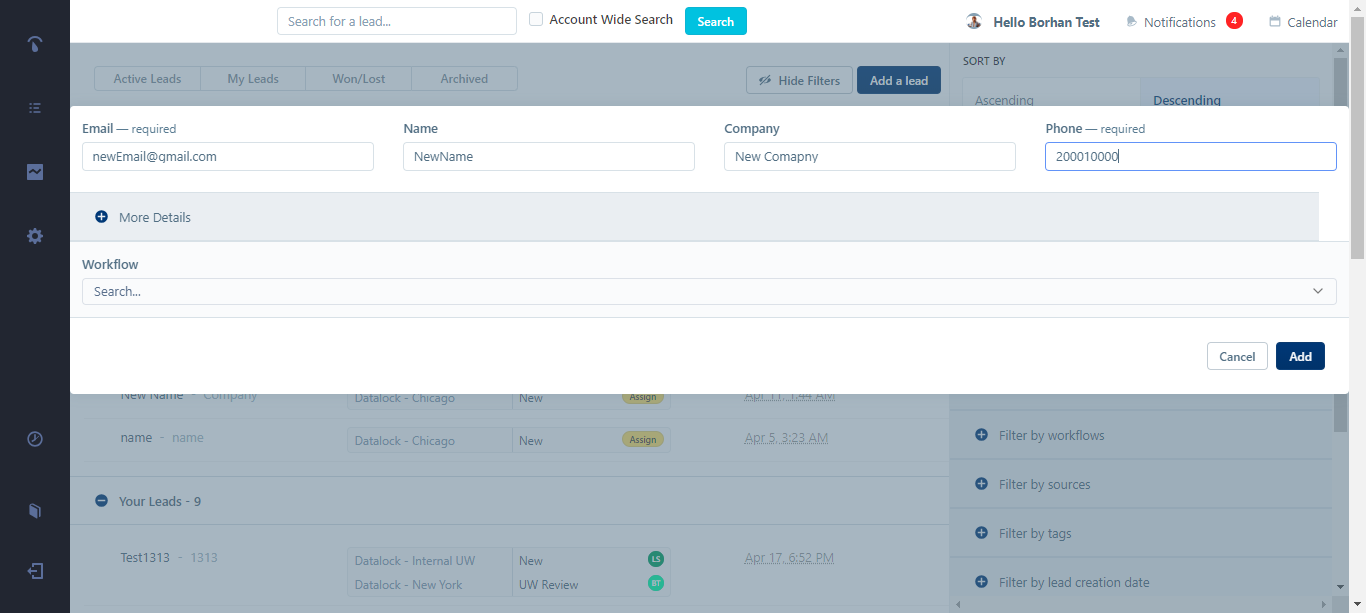 Search for a lead...
Account Wide Search
Search
Hello Borhan Test
Notifications
4
Calendar
Active Leads
My Leads
Won/Lost
Archived
Hide Filters
Add a lead
SORT BY
Ascending
Descending
Email — required
Name
Company
Phone — required
newEmail@gmail.com
NewName
New Comapny
200010000
More Details
Workflow
Search...
Cancel
Add
New Name - Company
Datalock - Chicago
New
Assign
Apr 11, 1:44 AM
name - name
Datalock - Chicago
New
Assign
Apr 5, 3:23 AM
Filter by workflows
Filter by sources
Filter by tags
Filter by lead creation date
Your Leads - 9
Test1313 - 1313
Datalock - Internal UW
New
LS
Apr 17, 6:52 PM
Datalock - New York
UW Review
BT